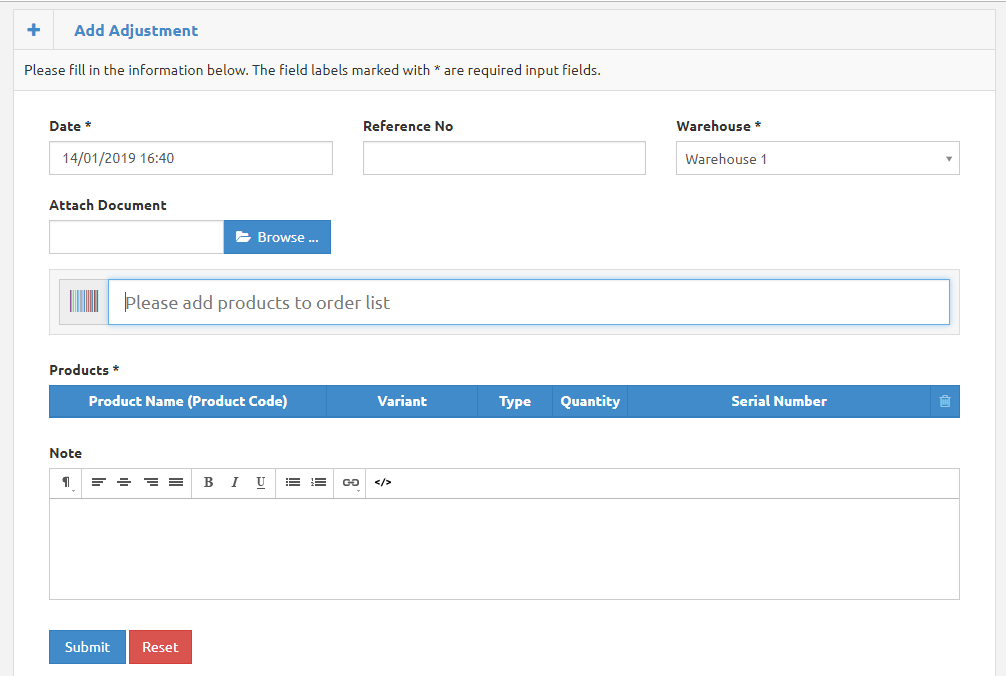 Add Adjustment
Please fill in the information below. The field labels marked with * are required input fields.
Date * Reference No Warehouse *
14/01/2019 16:40 Warehouse 1
Attach Document
Browse ...
Please add products to order list
Products *
Product Name (Product Code) Variant Type Quantity Serial Number
Note
¶ B I U </>
Submit Reset